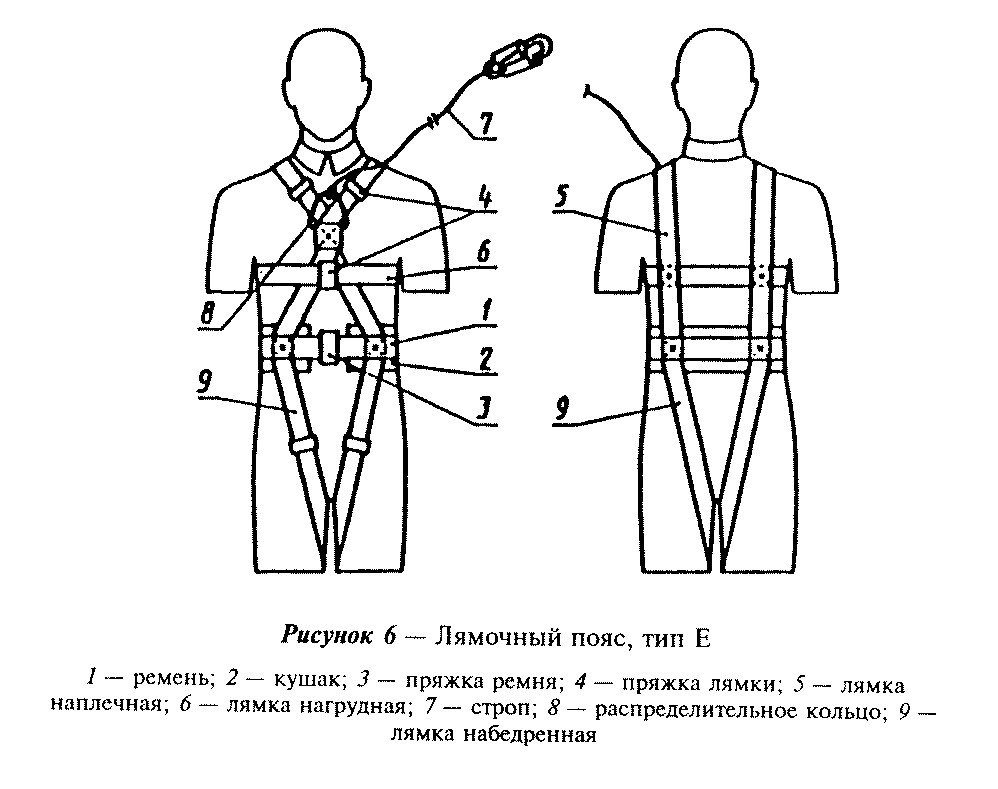 7
4
5
6
8
1
2
9
3
9
Рисунок 6 — Лямочный пояс, тип Е
1 — ремень; 2 — кушак; 3 — пряжка ремня; 4 — пряжка лямки; 5 — лямка
наплечная; 6 — лямка нагрудная; 7 — строп; 8 — распределительное кольцо; 9 —
лямка набедренная